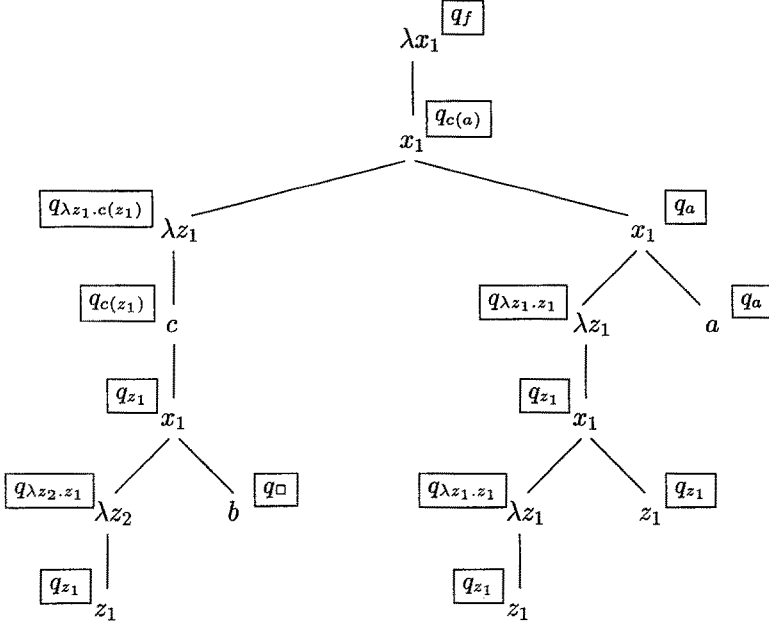 q_f
λx_1
q_{c(a)}
x_1
q_{λz_1.c(z_1)} q_a
λz_1 x_1
q_{c(z_1)} q_{λz_1.z_1} q_a
c λz_1 a
q_{z_1} q_{z_1}
x_1 x_1
q_{λz_2.z_1} q_□ q_{λz_1.z_1} q_{z_1}
λz_2 b λz_1 z_1
q_{z_1} q_{z_1}
z_1 z_1